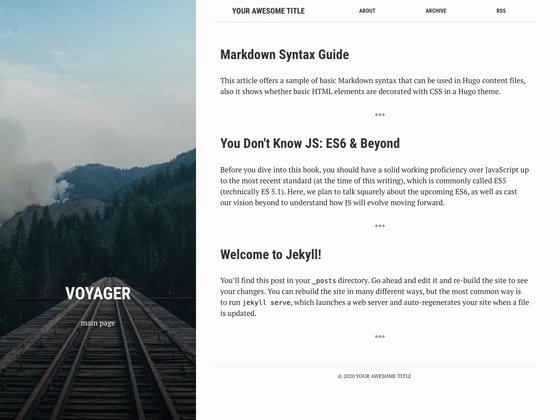 YOUR AWESOME TITLE
ABOUT
ARCHIVE
RSS
Markdown Syntax Guide
This article offers a sample of basic Markdown syntax that can be used in Hugo content files,
also it shows whether basic HTML elements are decorated with CSS in a Hugo theme.
***
You Don't Know JS: ES6 & Beyond
Before you dive into this book, you should have a solid working proficiency over JavaScript up
to the most recent standard (at the time of this writing), which is commonly called ES5
(technically ES 5.1). Here, we plan to talk squarely about the upcoming ES6, as well as cast
our vision beyond to understand how JS will evolve moving forward.
***
Welcome to Jekyll!
You'll find this post in your _posts directory. Go ahead and edit it and re-build the site to see
your changes. You can rebuild the site in many different ways, but the most common way is
to run jekyll serve, which launches a web server and auto-regenerates your site when a file
is updated.
***
VOYAGER
main page
© 2020 YOUR AWESOME TITLE